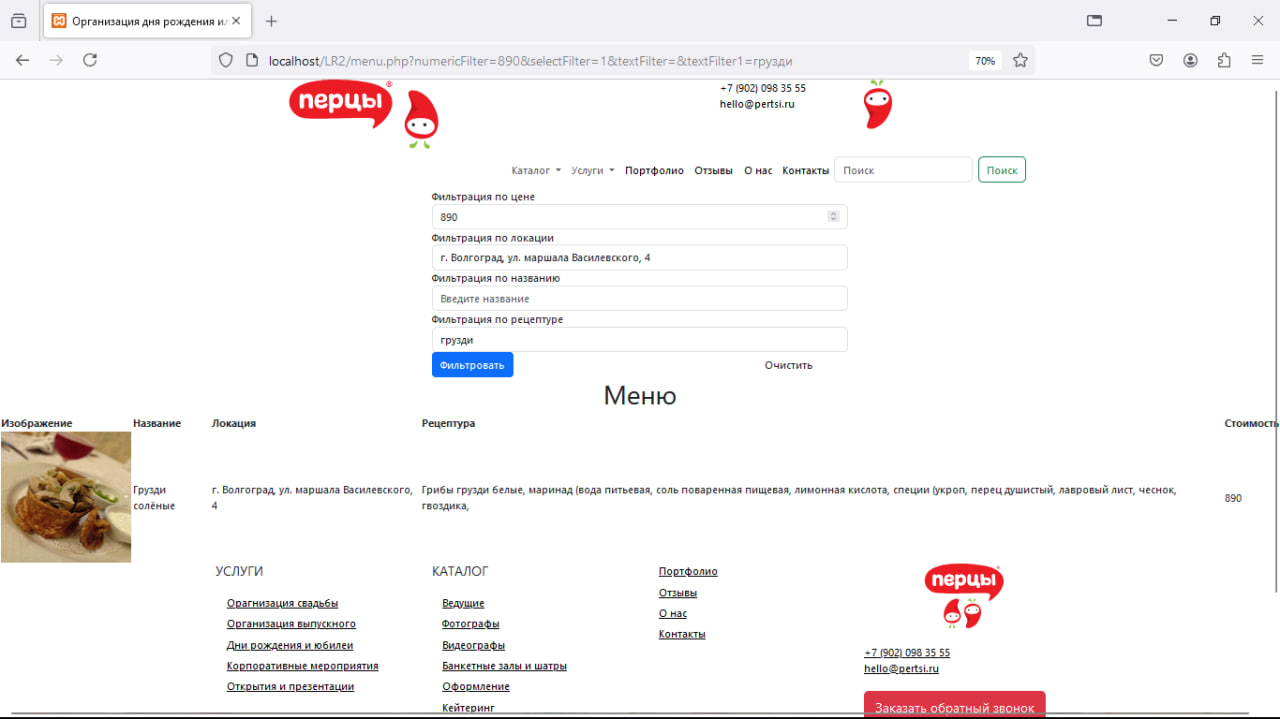 Организация дня рождения ил
localhost/LR2/menu.php?numericFilter=890&selectFilter=1&textFilter=&textFilter1=грузди
70%
перцы
+7 (902) 098 35 55
hello@pertsi.ru
Каталог
Услуги
Портфолио
Отзывы
О нас
Контакты
Поиск
Поиск
Фильтрация по цене
890
Фильтрация по локации
г. Волгоград, ул. маршала Василевского, 4
Фильтрация по названию
Введите название
Фильтрация по рецептуре
грузди
Фильтровать
Очистить
Меню
Изображение
Название
Локация
Рецептура
Стоимость
Грузди
солёные
г. Волгоград, ул. маршала Василевского,
4
Грибы грузди белые, маринад (вода питьевая, соль поваренная пищевая, лимонная кислота, специи (укроп, перец душистый, лавровый лист, чеснок,
гвоздика,
890
УСЛУГИ
Орагнизация свадьбы
Организация выпускного
Дни рождения и юбилеи
Корпоративные мероприятия
Открытия и презентации
КАТАЛОГ
Ведущие
Фотографы
Видеографы
Банкетные залы и шатры
Оформление
Кейтеринг
Портфолио
Отзывы
О нас
Контакты
перцы
+7 (902) 098 35 55
hello@pertsi.ru
Заказать обратный звонок